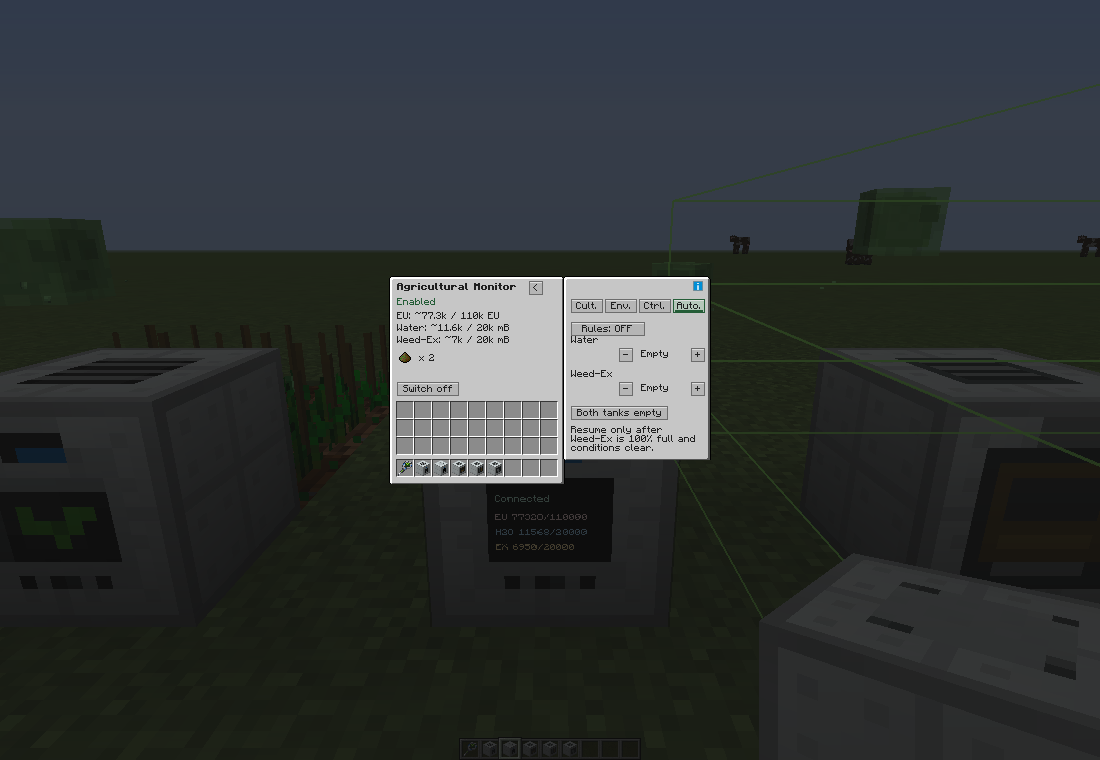 Agricultural Monitor
<
Enabled
EU: ~77.3k / 110k EU
Water: ~11.6k / 20k mB
Weed-Ex: ~7k / 20k mB
x 2
Switch off
i
Cult. Env. Ctrl. Auto.
Rules: OFF
Water
- Empty +
Weed-Ex
- Empty +
Both tanks empty
Resume only after
Weed-Ex is 100% full and
conditions clear.
Connected
EU 77320/110000
H2O 11568/20000
EX 6950/20000